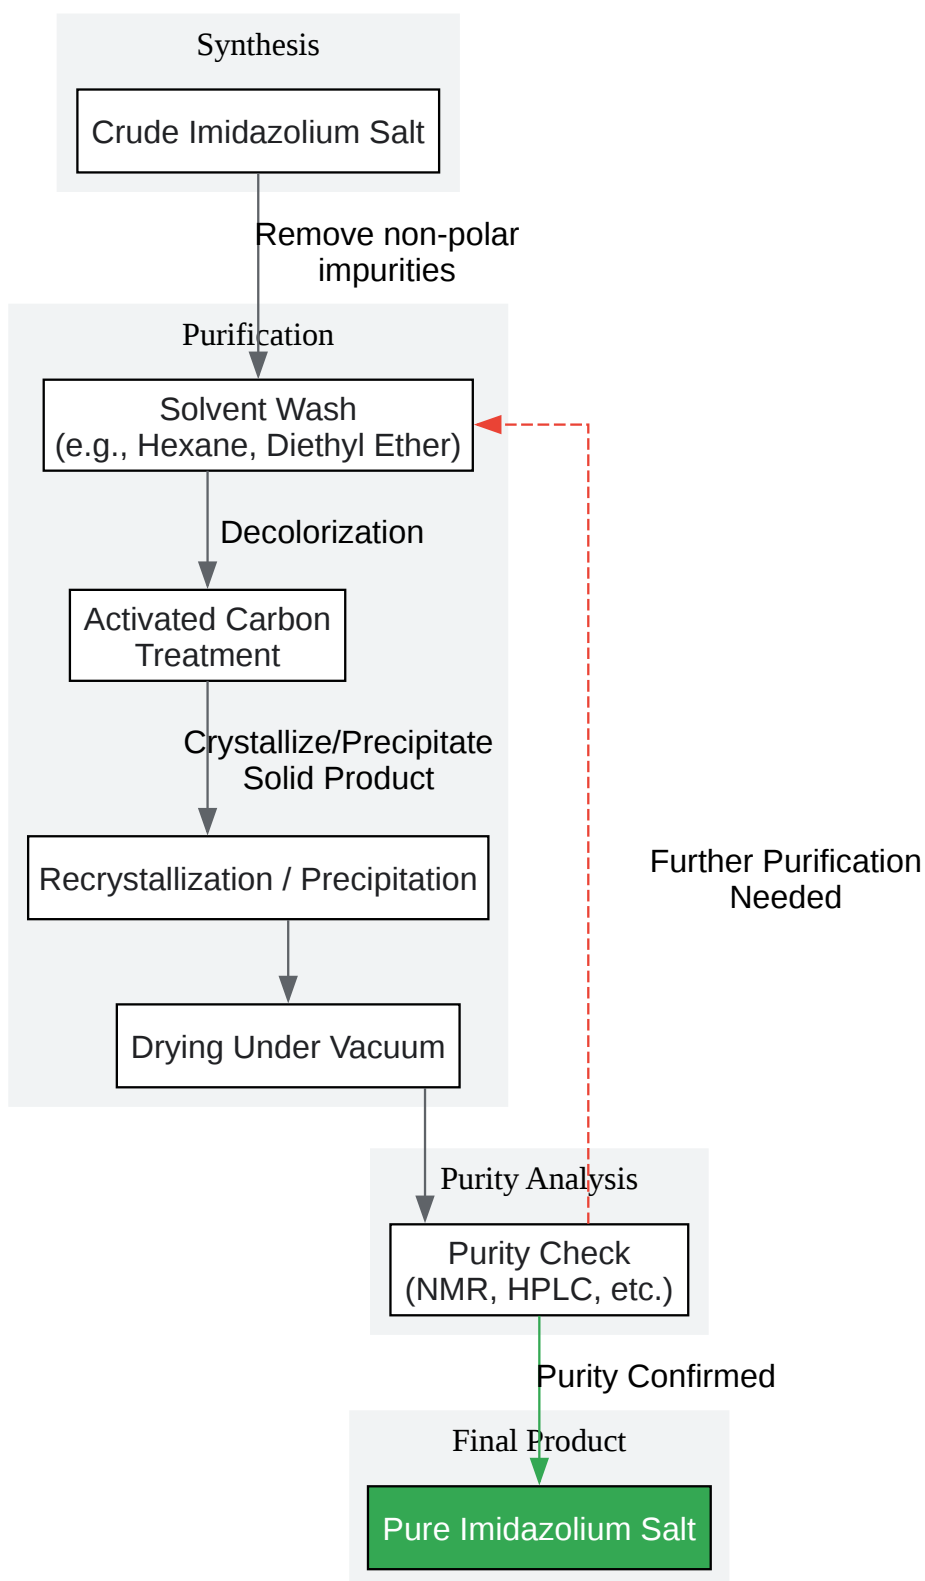 Synthesis
Crude Imidazolium Salt
Remove non-polar
impurities
Purification
Solvent Wash
(e.g., Hexane, Diethyl Ether)
Decolorization
Activated Carbon
Treatment
Crystallize/Precipitate
Solid Product
Recrystallization / Precipitation
Further Purification
Needed
Drying Under Vacuum
Purity Analysis
Purity Check
(NMR, HPLC, etc.)
Purity Confirmed
Final Product
Pure Imidazolium Salt